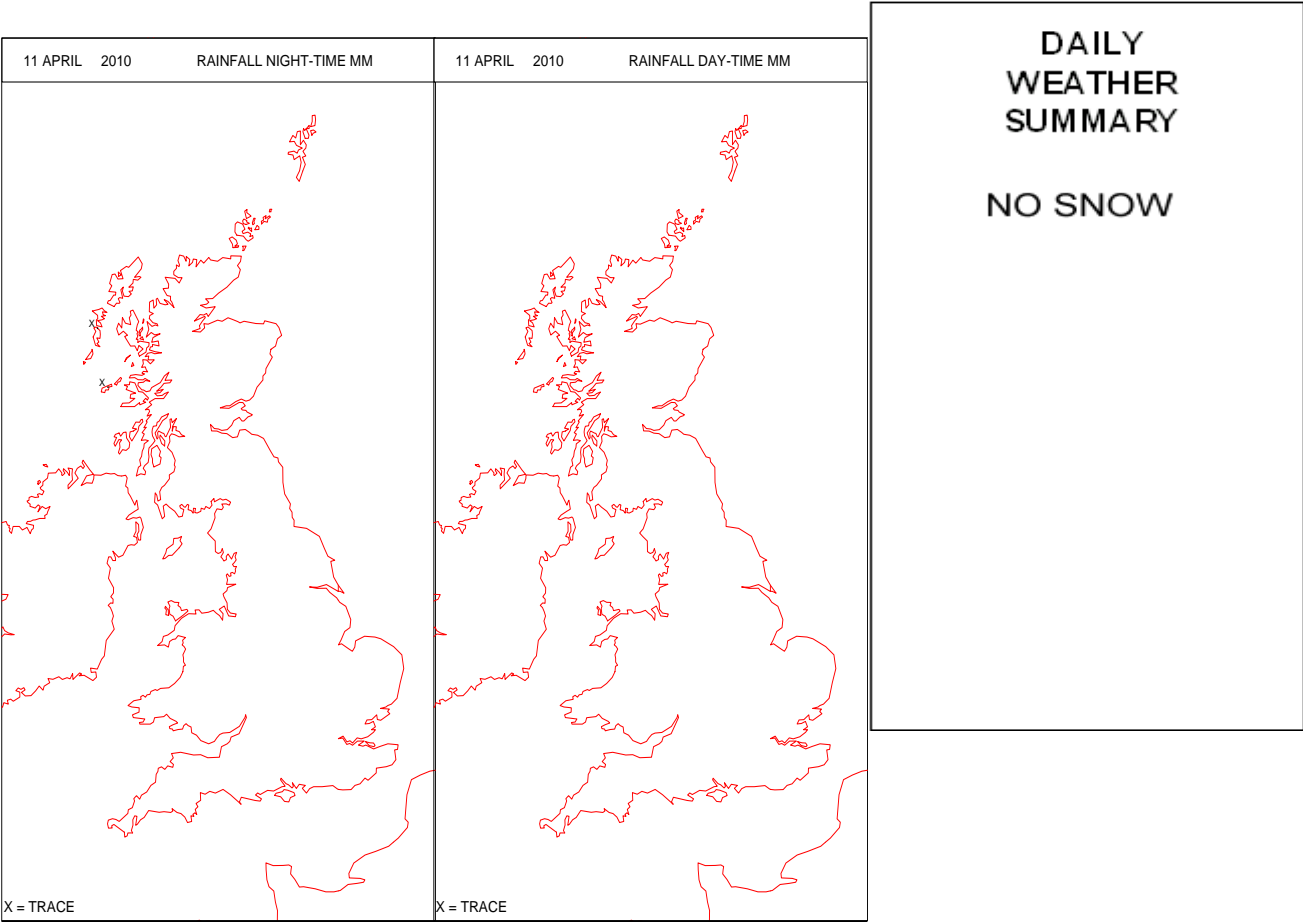 11 APRIL 2010 RAINFALL NIGHT-TIME MM
X
X
X = TRACE
11 APRIL 2010 RAINFALL DAY-TIME MM
X = TRACE
DAILY
WEATHER
SUMMARY
NO SNOW